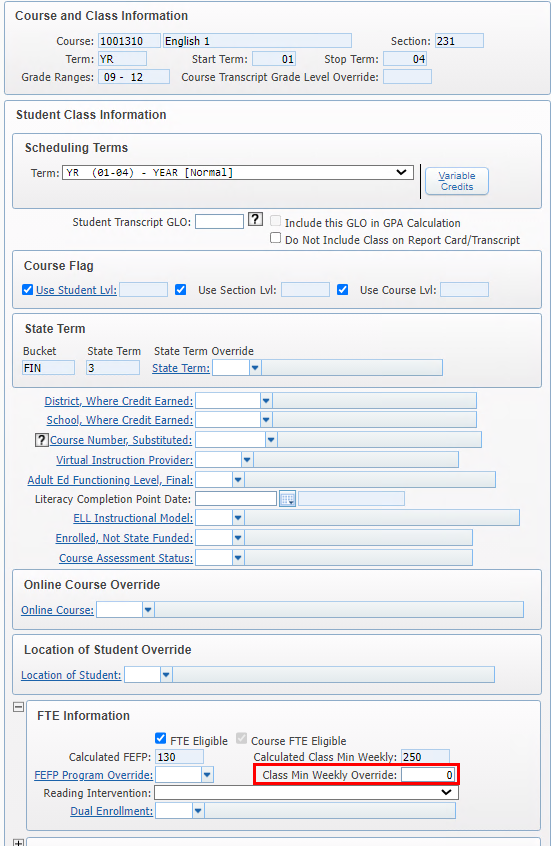 Course and Class Information
Course: 1001310 English 1 Section: 231
Term: YR Start Term: 01 Stop Term: 04
Grade Ranges: 09 - 12 Course Transcript Grade Level Override:
Student Class Information
Scheduling Terms
Term: YR (01-04) - YEAR [Normal] Variable Credits
Student Transcript GLO: ? Include this GLO in GPA Calculation
Do Not Include Class on Report Card/Transcript
Course Flag
Use Student Lvl: Use Section Lvl: Use Course Lvl:
State Term
Bucket State Term State Term Override
FIN 3 State Term:
District, Where Credit Earned:
School, Where Credit Earned:
? Course Number, Substituted:
Virtual Instruction Provider:
Adult Ed Functioning Level, Final:
Literacy Completion Point Date:
ELL Instructional Model:
Enrolled, Not State Funded:
Course Assessment Status:
Online Course Override
Online Course:
Location of Student Override
Location of Student:
FTE Information
FTE Eligible Course FTE Eligible
Calculated FEFP: 130 Calculated Class Min Weekly: 250
FEFP Program Override: Class Min Weekly Override: 0
Reading Intervention:
Dual Enrollment: